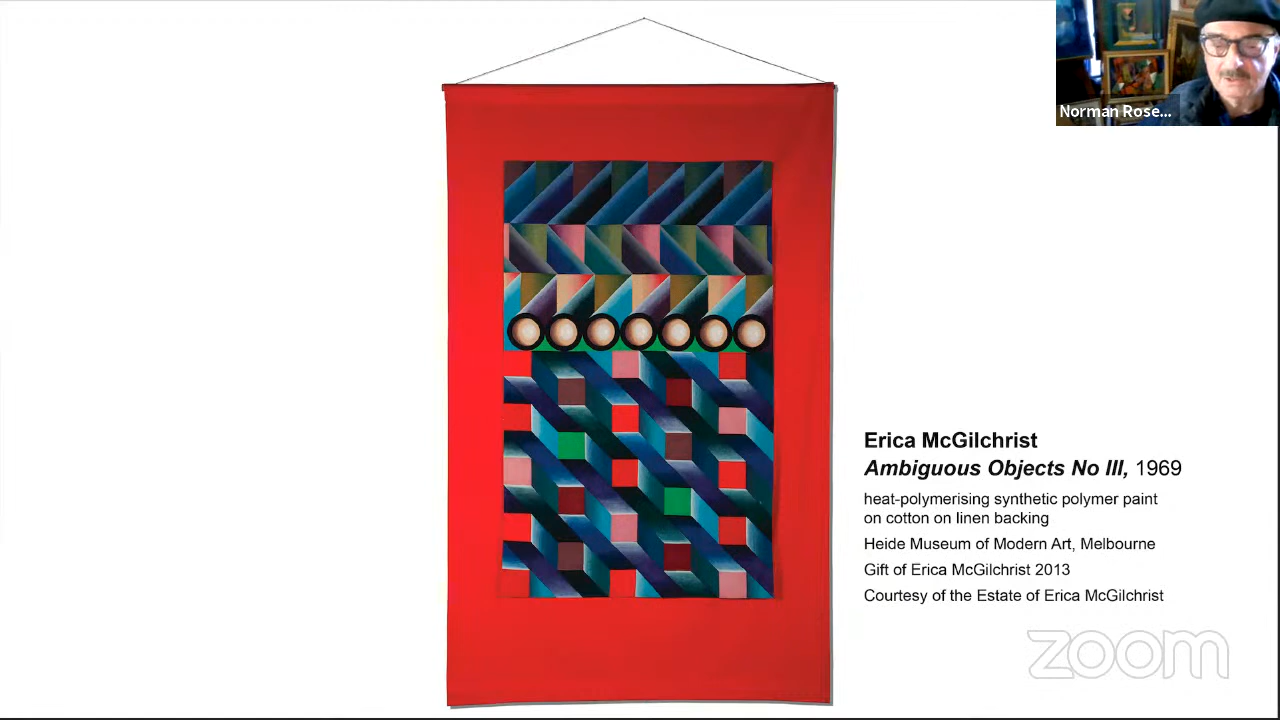 Norman Rose...
Erica McGilchrist
Ambiguous Objects No III, 1969
heat-polymerising synthetic polymer paint
on cotton on linen backing
Heide Museum of Modern Art, Melbourne
Gift of Erica McGilchrist 2013
Courtesy of the Estate of Erica McGilchrist
zoom